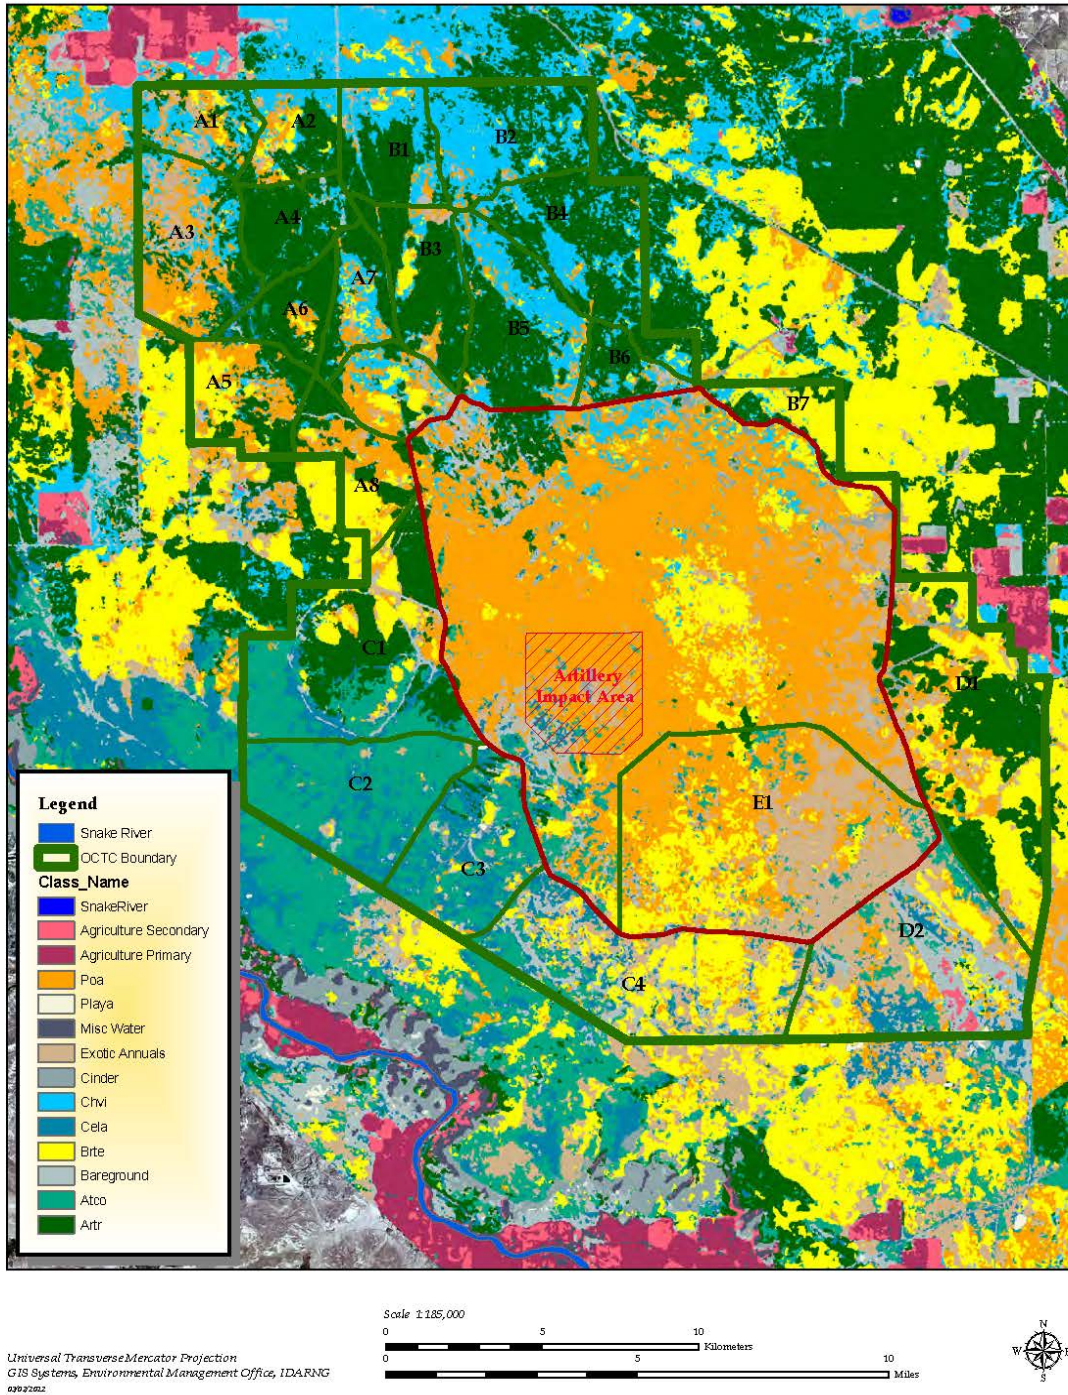 A1
A2
B1
B2
A3
A4
B4
B3
A7
A6
B5
B6
A5
B7
A8
C1
Artillery
Impact Area
D1
C2
E1
C3
D2
C4
Legend
Snake River
OCTC Boundary
Class_Name
SnakeRiver
Agriculture Secondary
Agriculture Primary
Poa
Playa
Misc Water
Exotic Annuals
Cinder
Chvi
Cela
Brte
Bareground
Atco
Artr
Scale 1:185,000
0 5 10
Kilometers
0 5 10
Miles
Universal Transverse Mercator Projection
GIS Systems, Environmental Management Office, IDARNG
N
W E
S